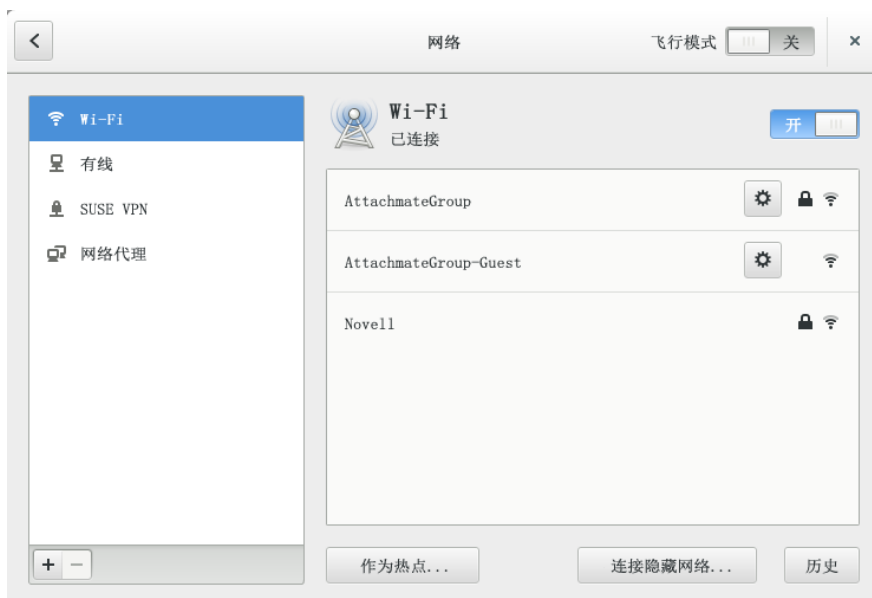 网络
飞行模式 关
Wi-Fi
有线
SUSE VPN
网络代理
Wi-Fi
已连接
开
AttachmateGroup
AttachmateGroup-Guest
Novell
作为热点...
连接隐藏网络...
历史